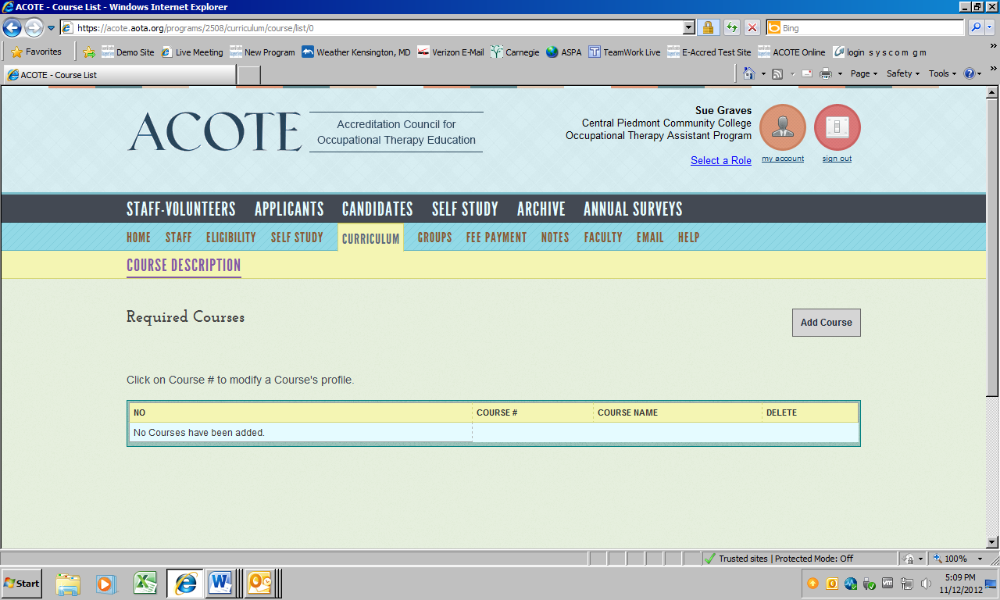 ACOTE - Course List - Windows Internet Explorer
https://acote.aota.org/programs/2508/curriculum/course/list/0
Bing
Favorites
Demo Site
Live Meeting
New Program
Weather Kensington, MD
Verizon E-Mail
Carnegie
ASPA
TeamWork Live
E-Accred Test Site
ACOTE Online
login s y s c o m g m
ACOTE - Course List
Page
Safety
Tools
ACOTE
Accreditation Council for
Occupational Therapy Education
Sue Graves
Central Piedmont Community College
Occupational Therapy Assistant Program
Select a Role
my account
sign out
STAFF-VOLUNTEERS APPLICANTS CANDIDATES SELF STUDY ARCHIVE ANNUAL SURVEYS
HOME STAFF ELIGIBILITY SELF STUDY CURRICULUM GROUPS FEE PAYMENT NOTES FACULTY EMAIL HELP
COURSE DESCRIPTION
Required Courses
Add Course
Click on Course # to modify a Course's profile.
NO COURSE # COURSE NAME DELETE
No Courses have been added.
Trusted sites | Protected Mode: Off
100%
Start
5:09 PM
11/12/2012